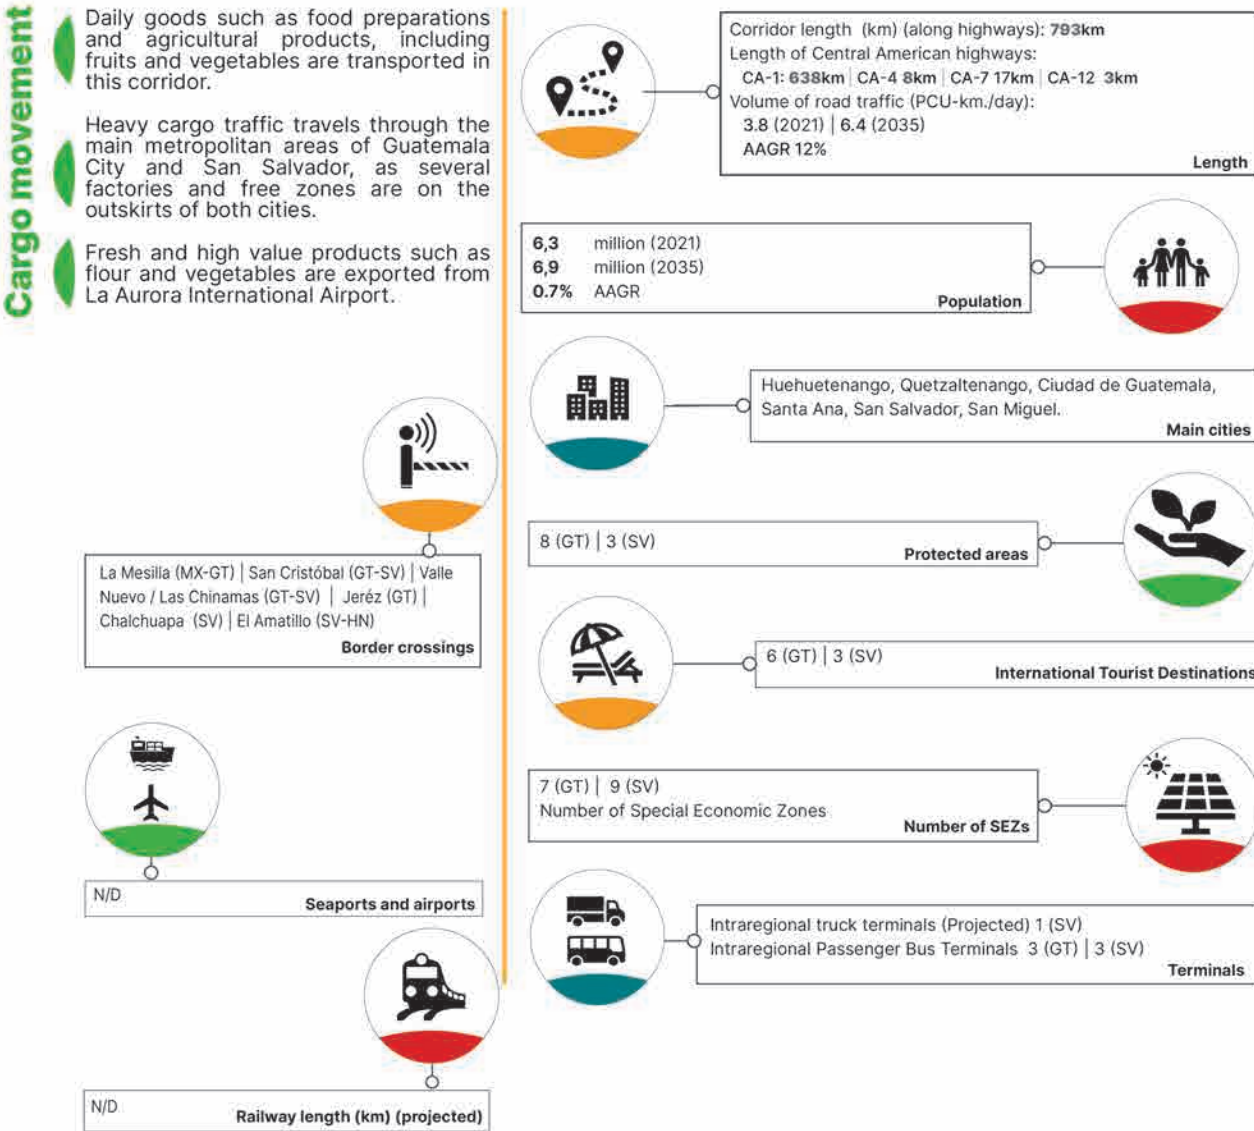 Cargo movement
Daily goods such as food preparations
and agricultural products, including
fruits and vegetables are transported in
this corridor.
Heavy cargo traffic travels through the
main metropolitan areas of Guatemala
City and San Salvador, as several
factories and free zones are on the
outskirts of both cities.
Fresh and high value products such as
flour and vegetables are exported from
La Aurora International Airport.
Corridor length (km) (along highways): 793km
Length of Central American highways:
CA-1: 638km | CA-4 8km | CA-7 17km | CA-12 3km
Volume of road traffic (PCU-km./day):
3.8 (2021) | 6.4 (2035)
AAGR 12%
Length
6,3 million (2021)
6,9 million (2035)
0.7% AAGR
Population
Huehuetenango, Quetzaltenango, Ciudad de Guatemala,
Santa Ana, San Salvador, San Miguel.
Main cities
La Mesilla (MX-GT) | San Cristóbal (GT-SV) | Valle
Nuevo / Las Chinamas (GT-SV) | Jeréz (GT) |
Chalchuapa (SV) | El Amatillo (SV-HN)
Border crossings
8 (GT) | 3 (SV)
Protected areas
6 (GT) | 3 (SV)
International Tourist Destinations
7 (GT) | 9 (SV)
Number of Special Economic Zones
Number of SEZs
N/D
Seaports and airports
Intraregional truck terminals (Projected) 1 (SV)
Intraregional Passenger Bus Terminals 3 (GT) | 3 (SV)
Terminals
N/D
Railway length (km) (projected)